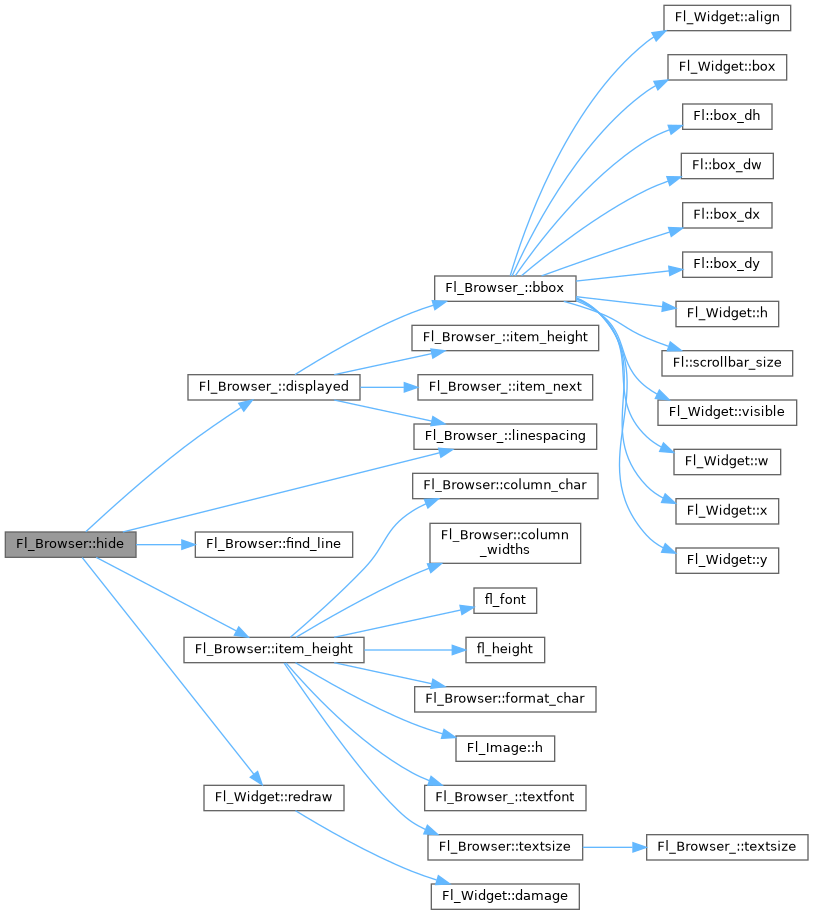 Fl_Widget::align
Fl_Widget::box
Fl::box_dh
Fl::box_dw
Fl::box_dx
Fl::box_dy
Fl_Browser_::bbox
Fl_Widget::h
Fl_Browser_::item_height
Fl::scrollbar_size
Fl_Browser_::displayed
Fl_Browser_::item_next
Fl_Widget::visible
Fl_Browser_::linespacing
Fl_Widget::w
Fl_Browser::column_char
Fl_Widget::x
Fl_Browser::hide
Fl_Browser::find_line
Fl_Browser::column
_widths
Fl_Widget::y
fl_font
Fl_Browser::item_height
fl_height
Fl_Browser::format_char
Fl_Image::h
Fl_Widget::redraw
Fl_Browser_::textfont
Fl_Browser::textsize
Fl_Browser_::textsize
Fl_Widget::damage